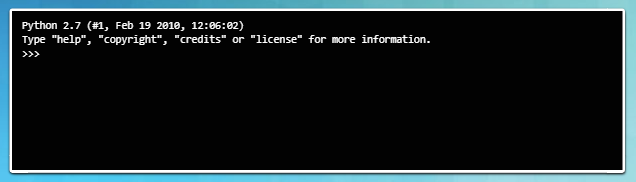 Python 2.7 (#1, Feb 19 2010, 12:06:02)
Type "help", "copyright", "credits" or "license" for more information.
>>>